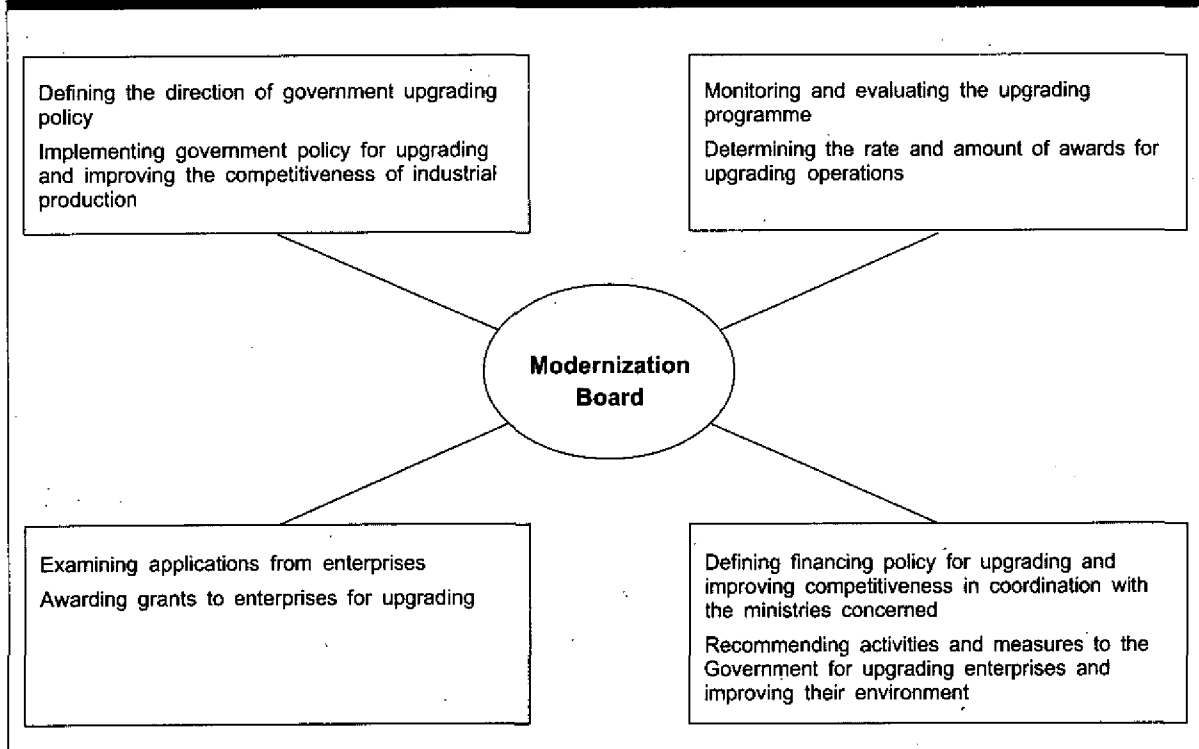 Defining the direction of government upgrading
policy
Implementing government policy for upgrading
and improving the competitiveness of industrial
production
Monitoring and evaluating the upgrading
programme
Determining the rate and amount of awards for
upgrading operations
Modernization
Board
Examining applications from enterprises
Awarding grants to enterprises for upgrading
Defining financing policy for upgrading and
improving competitiveness in coordination with
the ministries concerned
Recommending activities and measures to the
Government for upgrading enterprises and
improving their environment